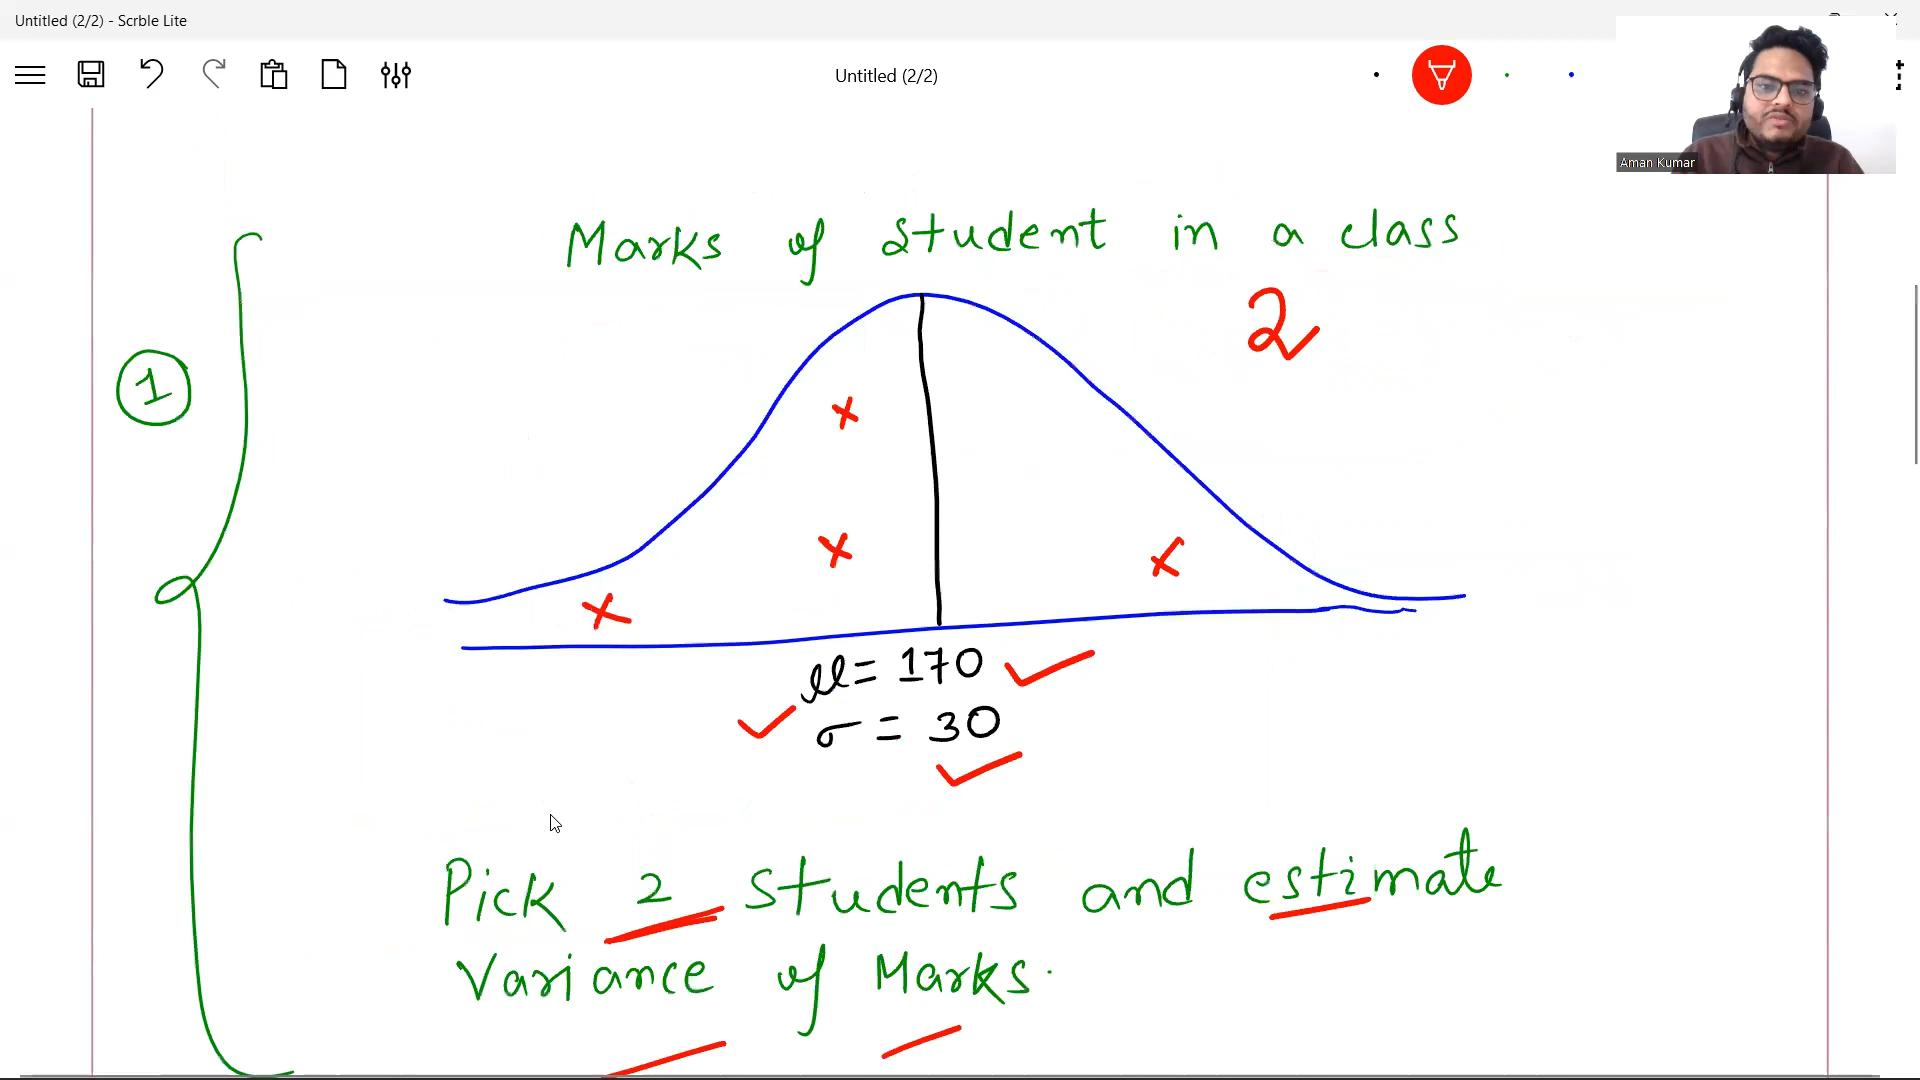 Untitled (2/2) - Scrble Lite
Untitled (2/2)
Aman Kumar
Marks of student in a class
2
1
μ = 170
σ = 30
Pick 2 students and estimate
Variance of Marks.